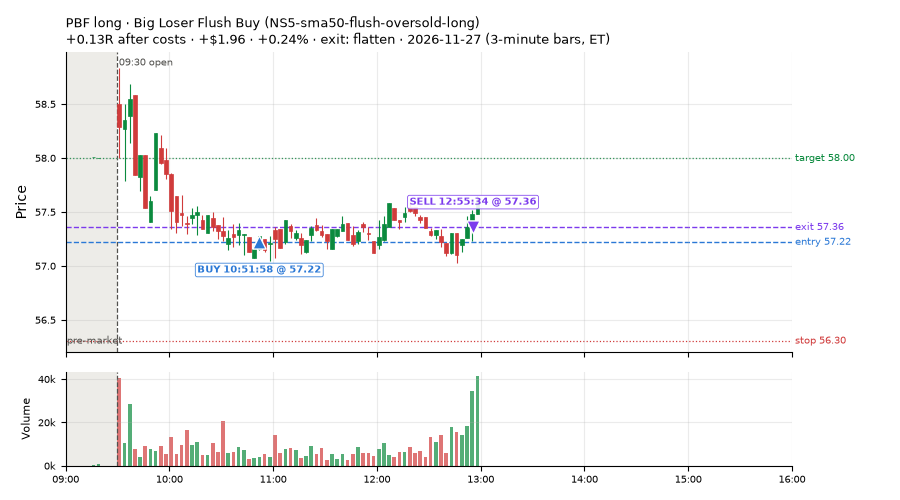 PBF long · Big Loser Flush Buy (NS5-sma50-flush-oversold-long)
+0.13R after costs · +$1.96 · +0.24% · exit: flatten · 2026-11-27 (3-minute bars, ET)
09:30 open
58.5
58.0
57.5
57.0
56.5
Price
target 58.00
SELL 12:55:34 @ 57.36
exit 57.36
entry 57.22
BUY 10:51:58 @ 57.22
pre-market
stop 56.30
40k
20k
0k
Volume
09:00
10:00
11:00
12:00
13:00
14:00
15:00
16:00